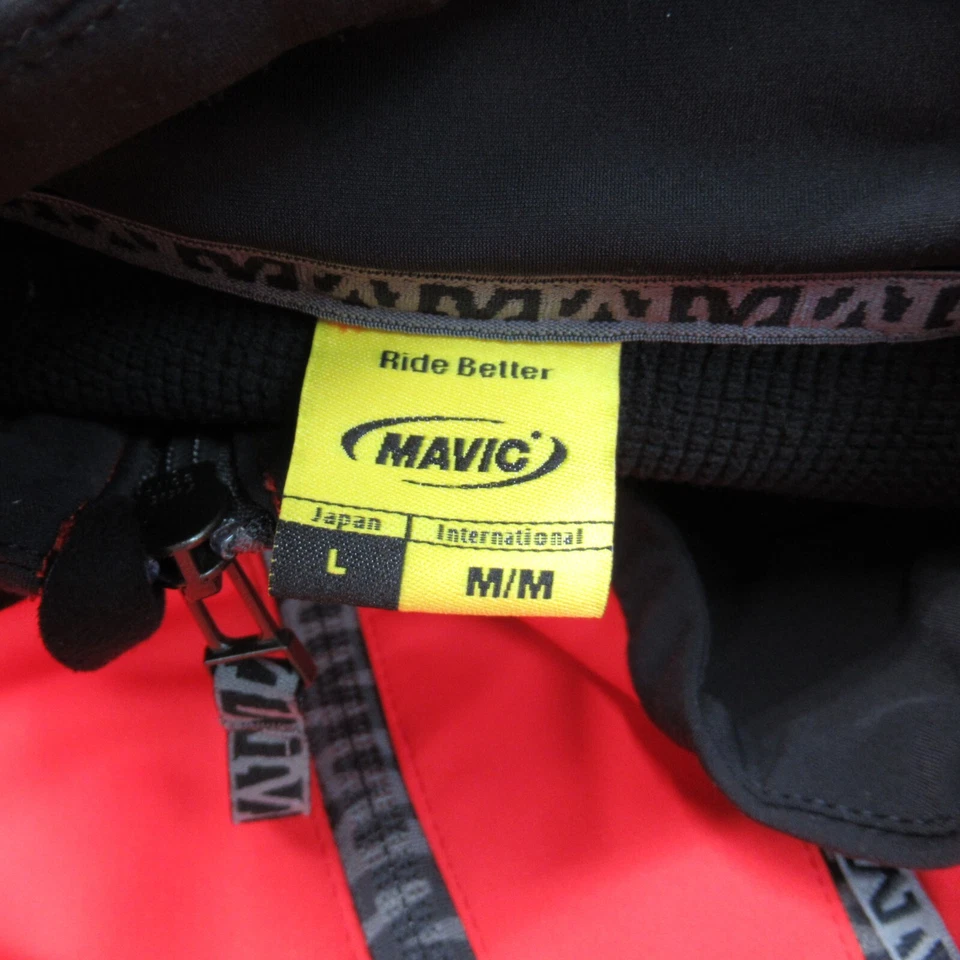 Ride Better
MAVIC
Japan
International
L
M/M